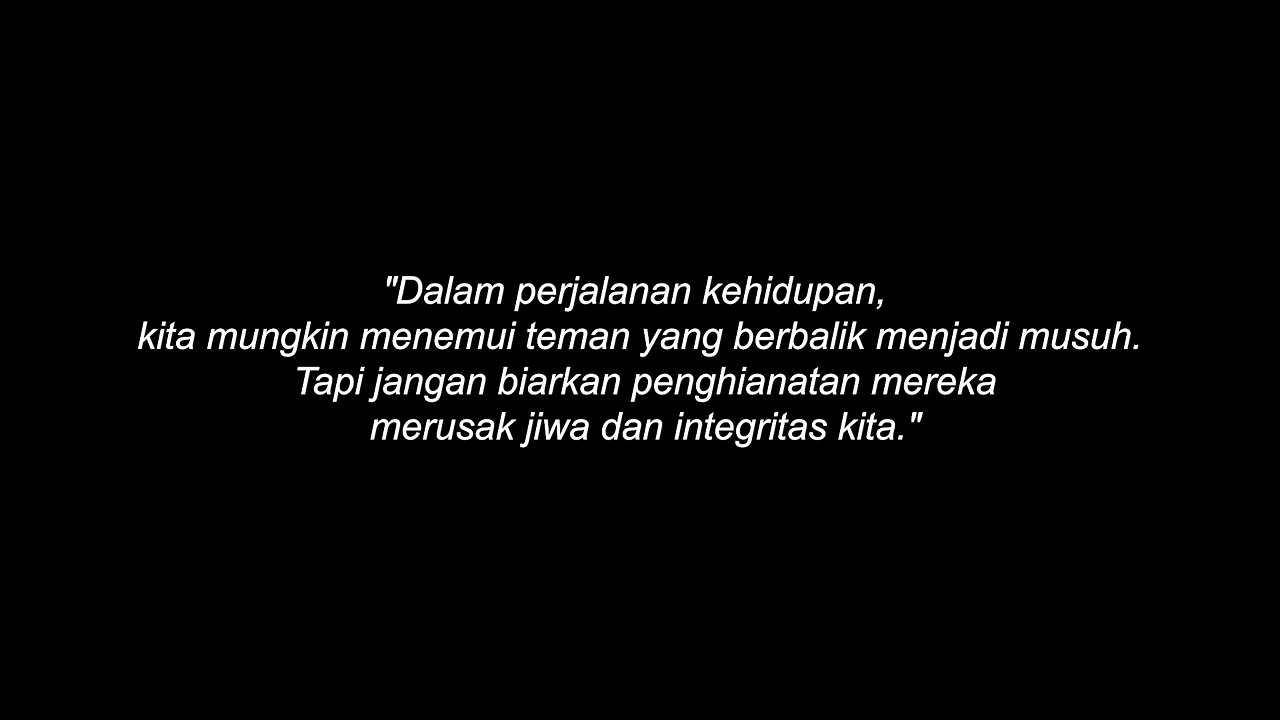 "Dalam perjalanan kehidupan,
kita mungkin menemui teman yang berbalik menjadi musuh.
Tapi jangan biarkan penghianatan mereka
merusak jiwa dan integritas kita."